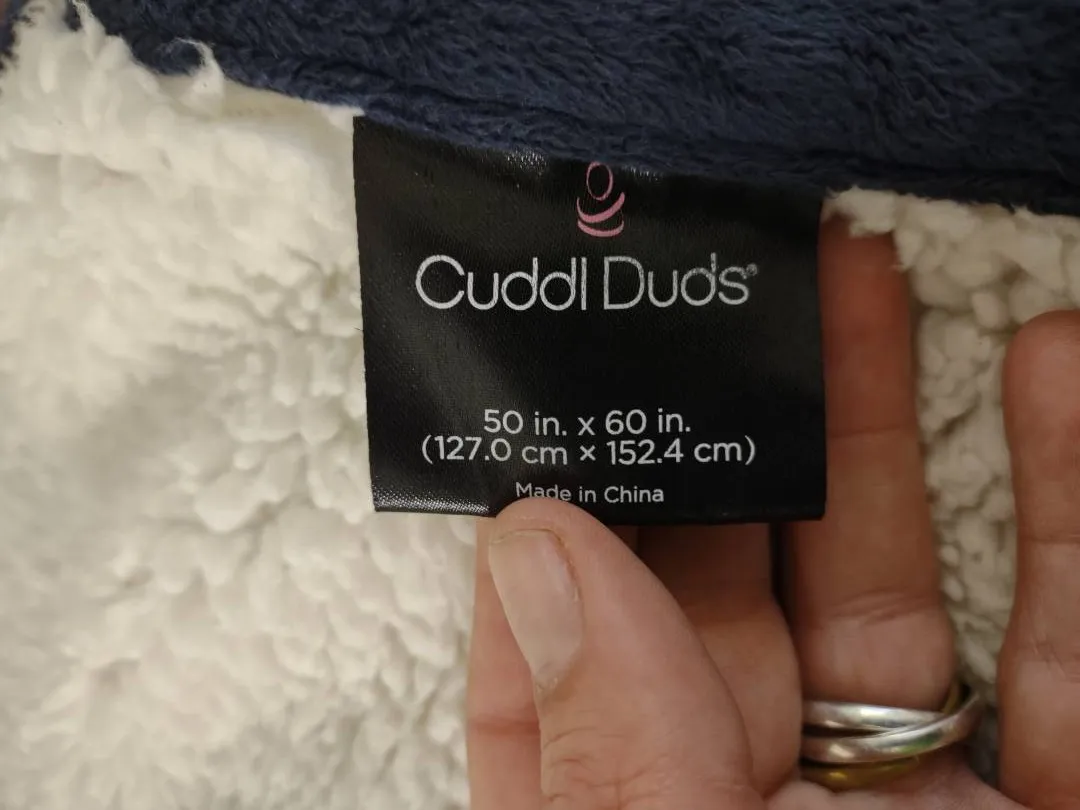 Cuddl Duds®
50 in. x 60 in.
(127.0 cm × 152.4 cm)
Made in China